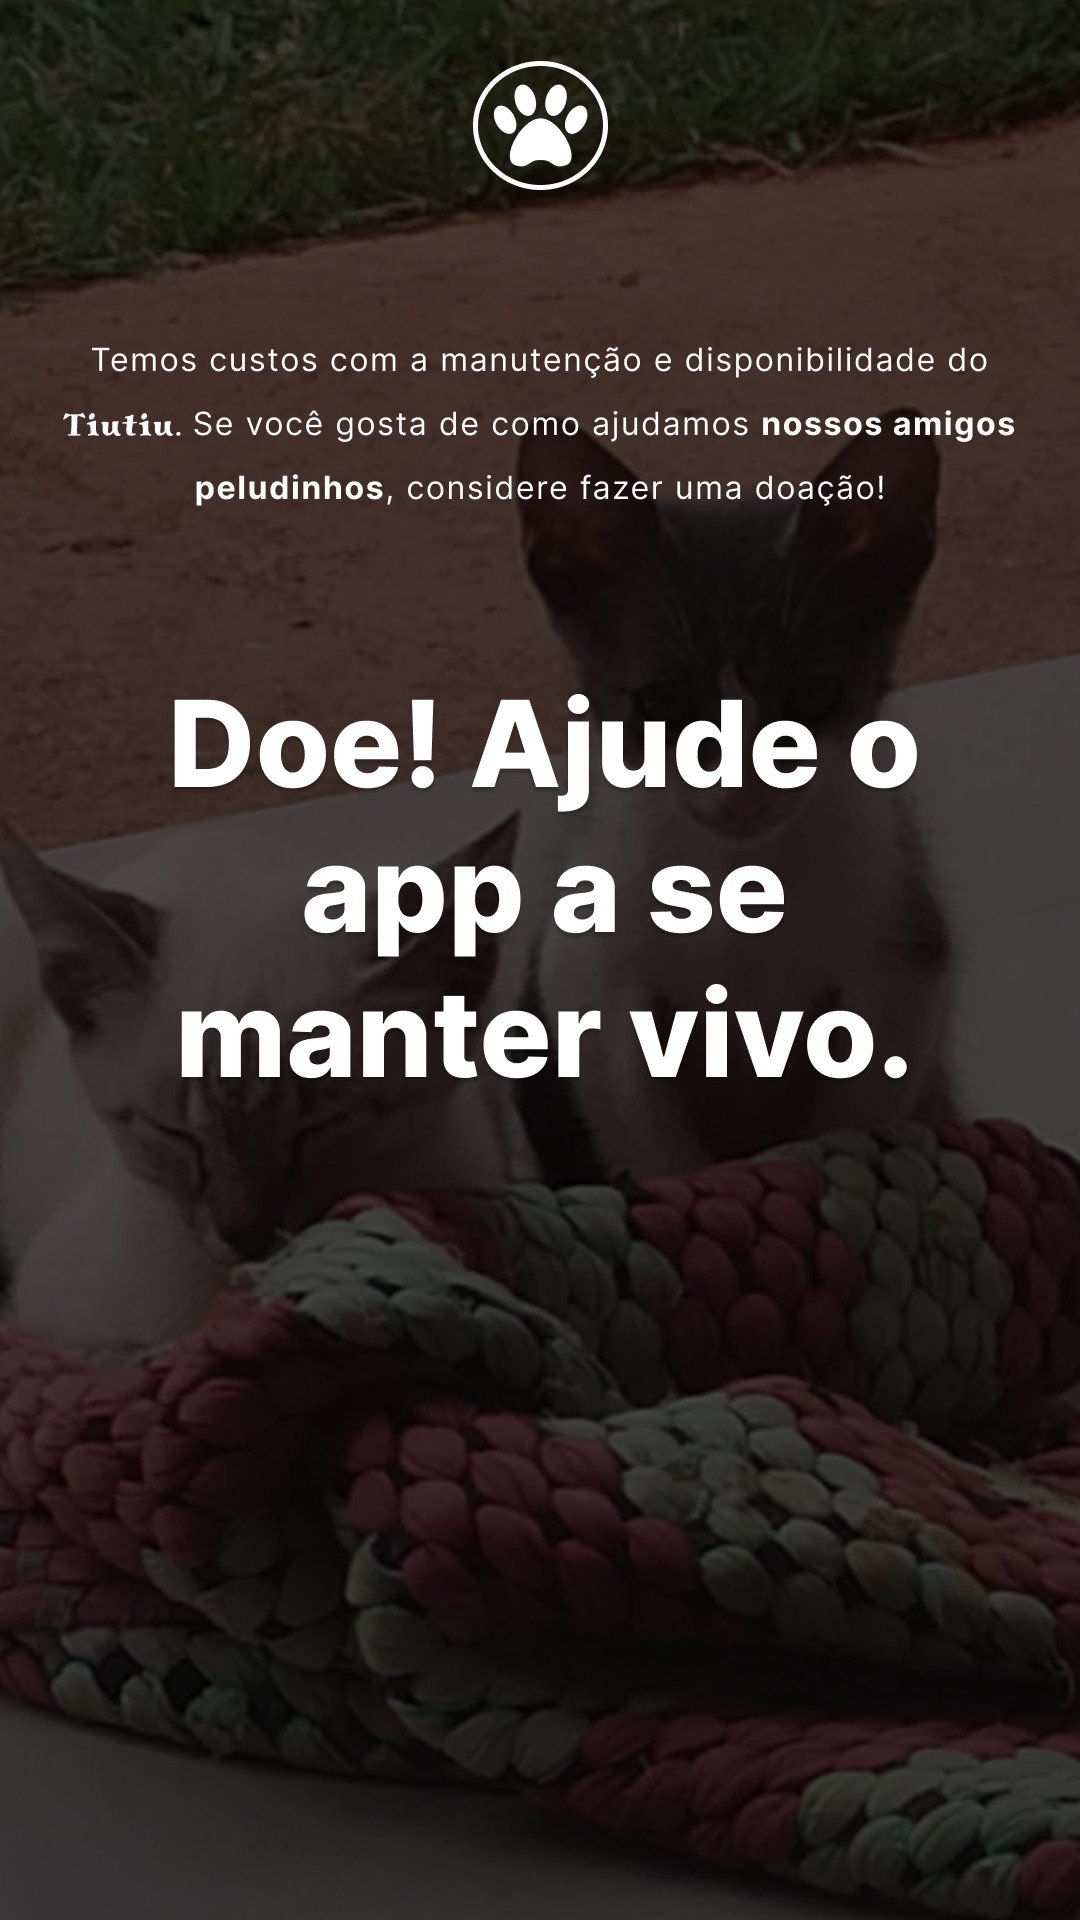 Temos custos com a manutenção e disponibilidade do
Tiutiu. Se você gosta de como ajudamos nossos amigos
peludinhos, considere fazer uma doação!
Doe! Ajude o
app a se
manter vivo.